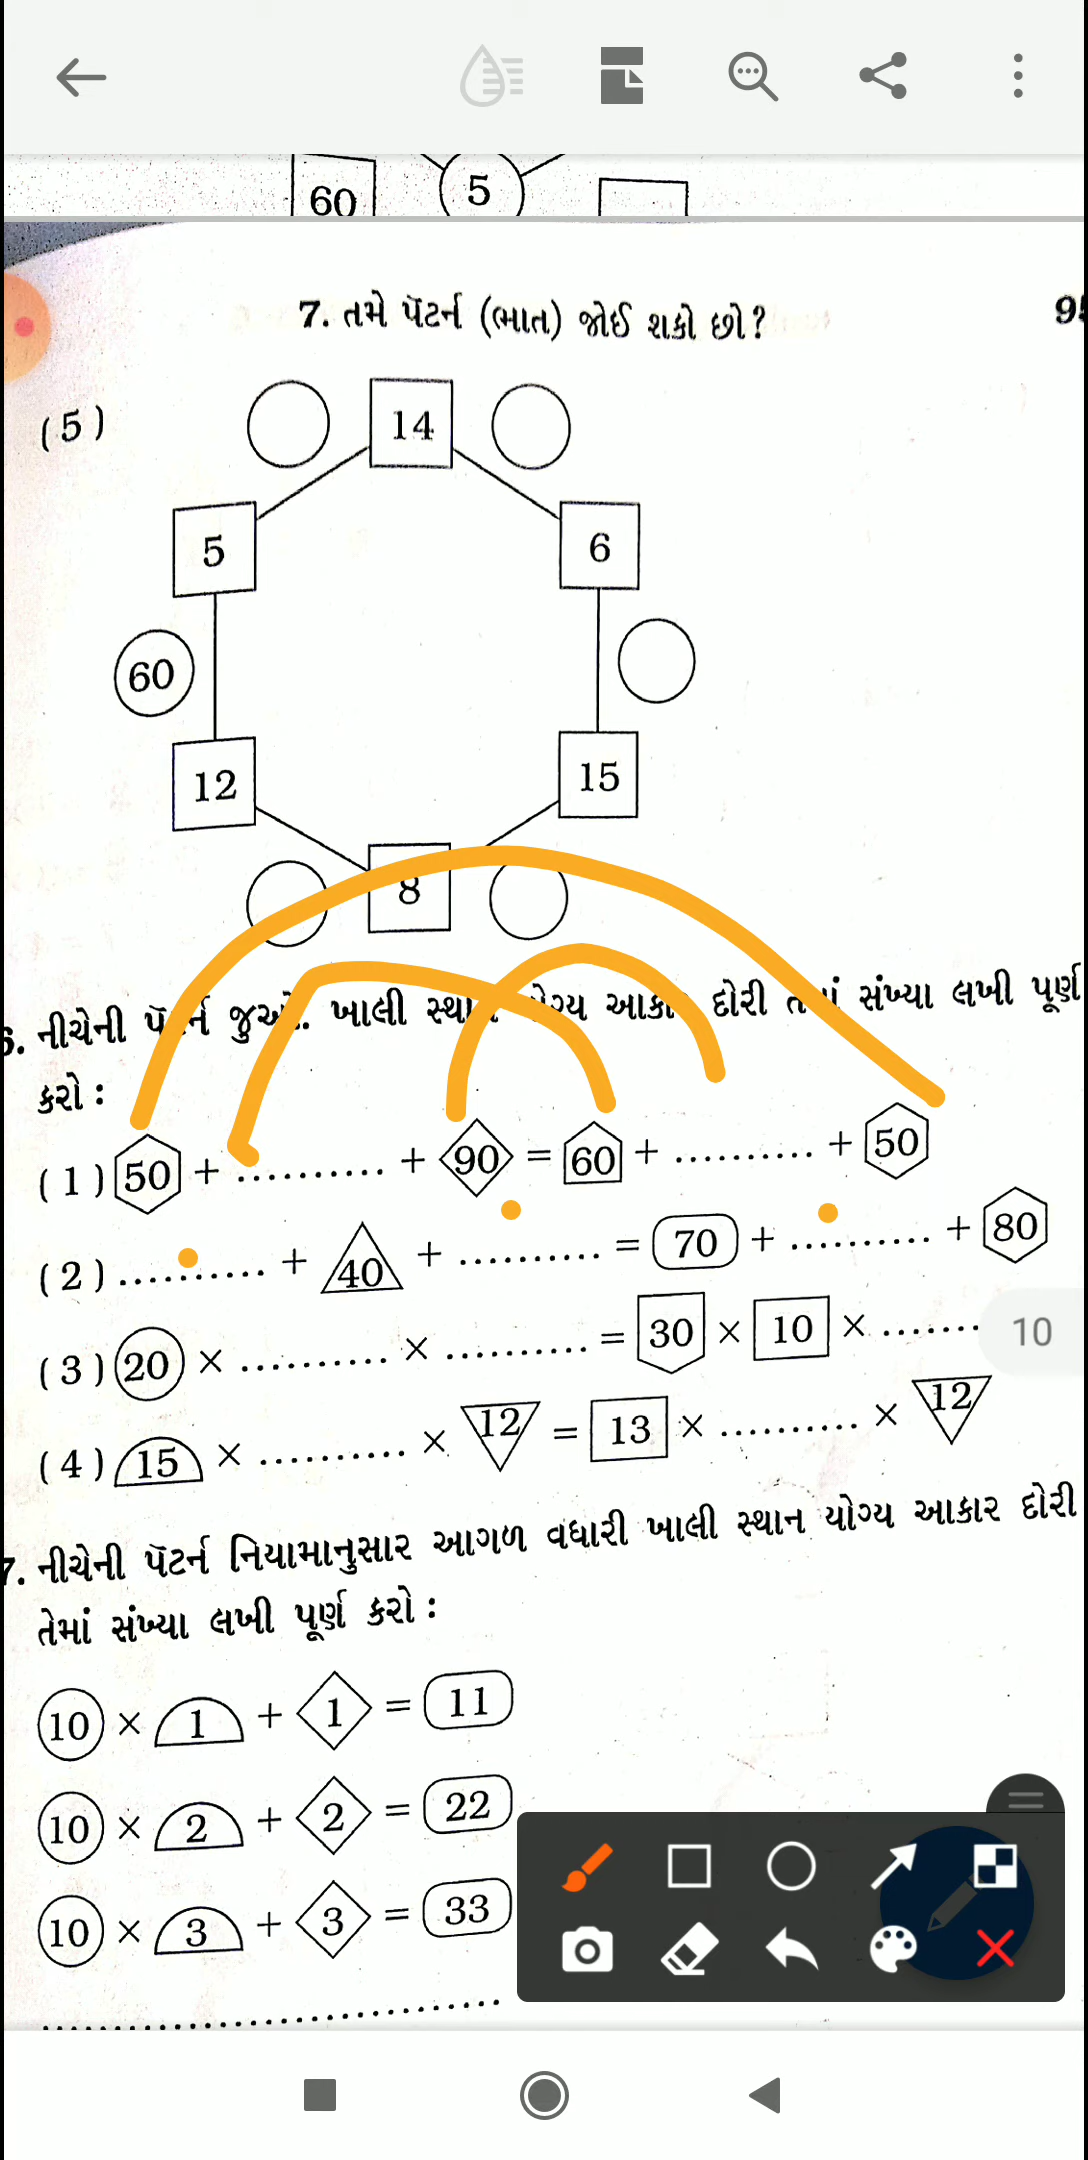 60 5
7. તમે પૅટર્ન (ભાત) જોઈ શકો છો?
(5)
14
5 6
60
12 15
8
નીચેની જુઓ. ખાલી આકાર દોરી સંખ્યા લખી પૂર્ણ
કરો :
(1) 50 + .......... + 90 = 60 + .......... + 50
(2) .......... + 40 + .......... = 70 + .......... + 80
(3) 20 × .......... × .......... = 30 × 10 × .......
10
(4) 15 × .......... × 12 = 13 × .......... × 12
7. નીચેની પૅટર્ન નિયામાનુસાર આગળ વધારી ખાલી સ્થાન યોગ્ય આકાર દોરી
તેમાં સંખ્યા લખી પૂર્ણ કરો :
10 × 1 + 1 = 11
10 × 2 + 2 = 22
10 × 3 + 3 = 33